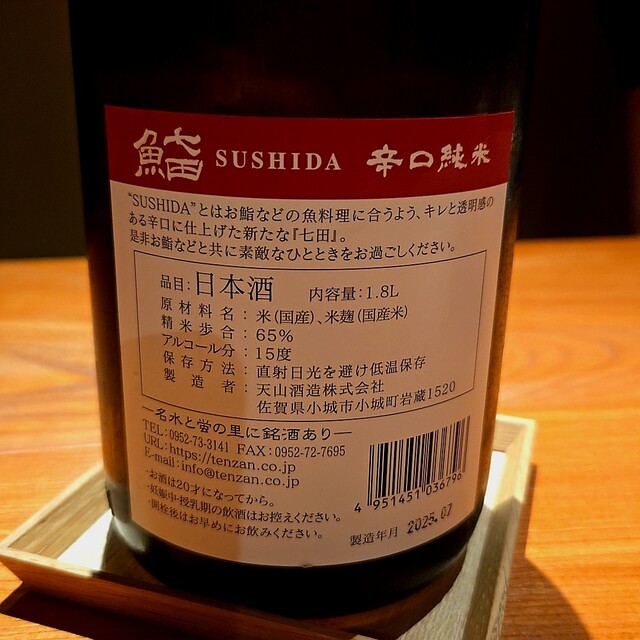 SUSHIDA 辛口純米
“SUSHIDA”とはお鮨などの魚料理に合うよう、キレと透明感の
ある辛口に仕上げた新たな『七田』。
是非お鮨などと共に素敵なひとときをお過ごしください。
品目:日本酒 内容量:1.8L
原材料名:米(国産)、米麹(国産米)
精米歩合:65%
アルコール分:15度
保存方法:直射日光を避け低温保存
製造者:天山酒造株式会社
佐賀県小城市小城町岩蔵1520
―名水と蛍の里に銘酒あり―
TEL:0952-73-3141 FAX:0952-72-7695
URL:https://tenzan.co.jp
E-mail:info@tenzan.co.jp
・お酒は20才になってから。
・妊娠中・授乳期の飲酒はお控えください。
・開栓後はお早めにお飲みください。
4 951451 036796
製造年月 2025.07